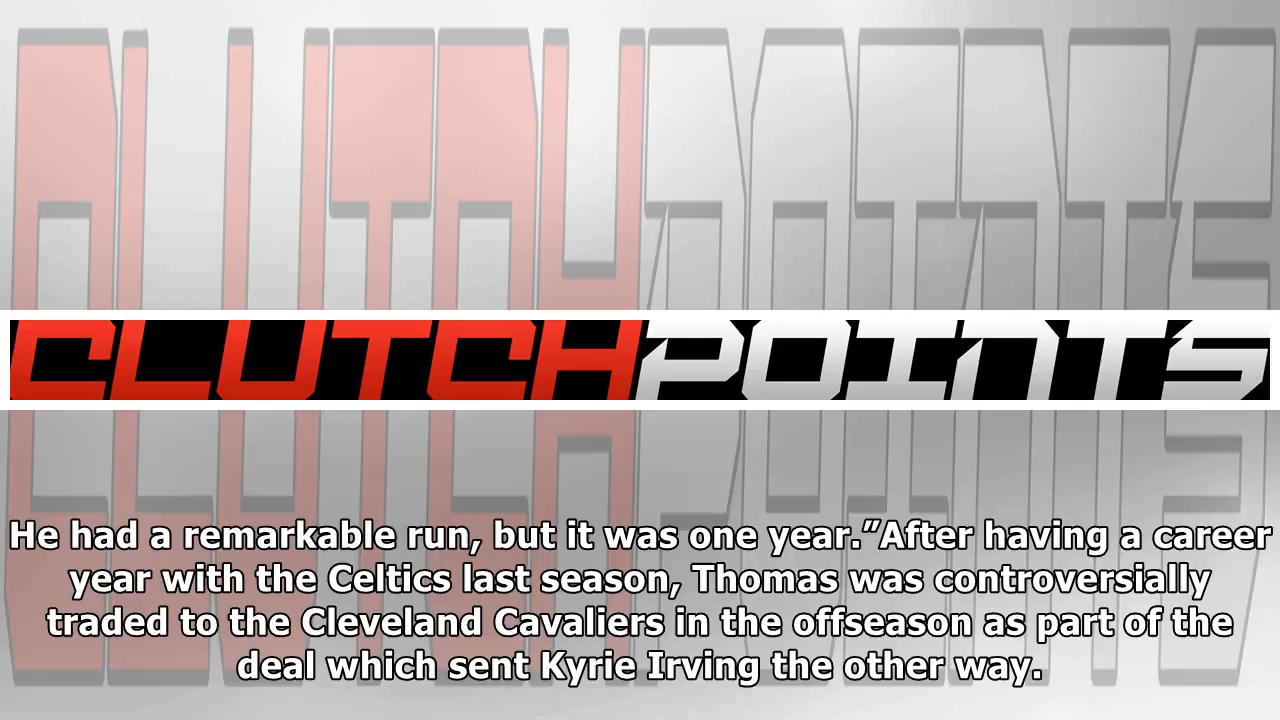 CLUTCHPOINTS
He had a remarkable run, but it was one year.”After having a career
year with the Celtics last season, Thomas was controversially
traded to the Cleveland Cavaliers in the offseason as part of the
deal which sent Kyrie Irving the other way.